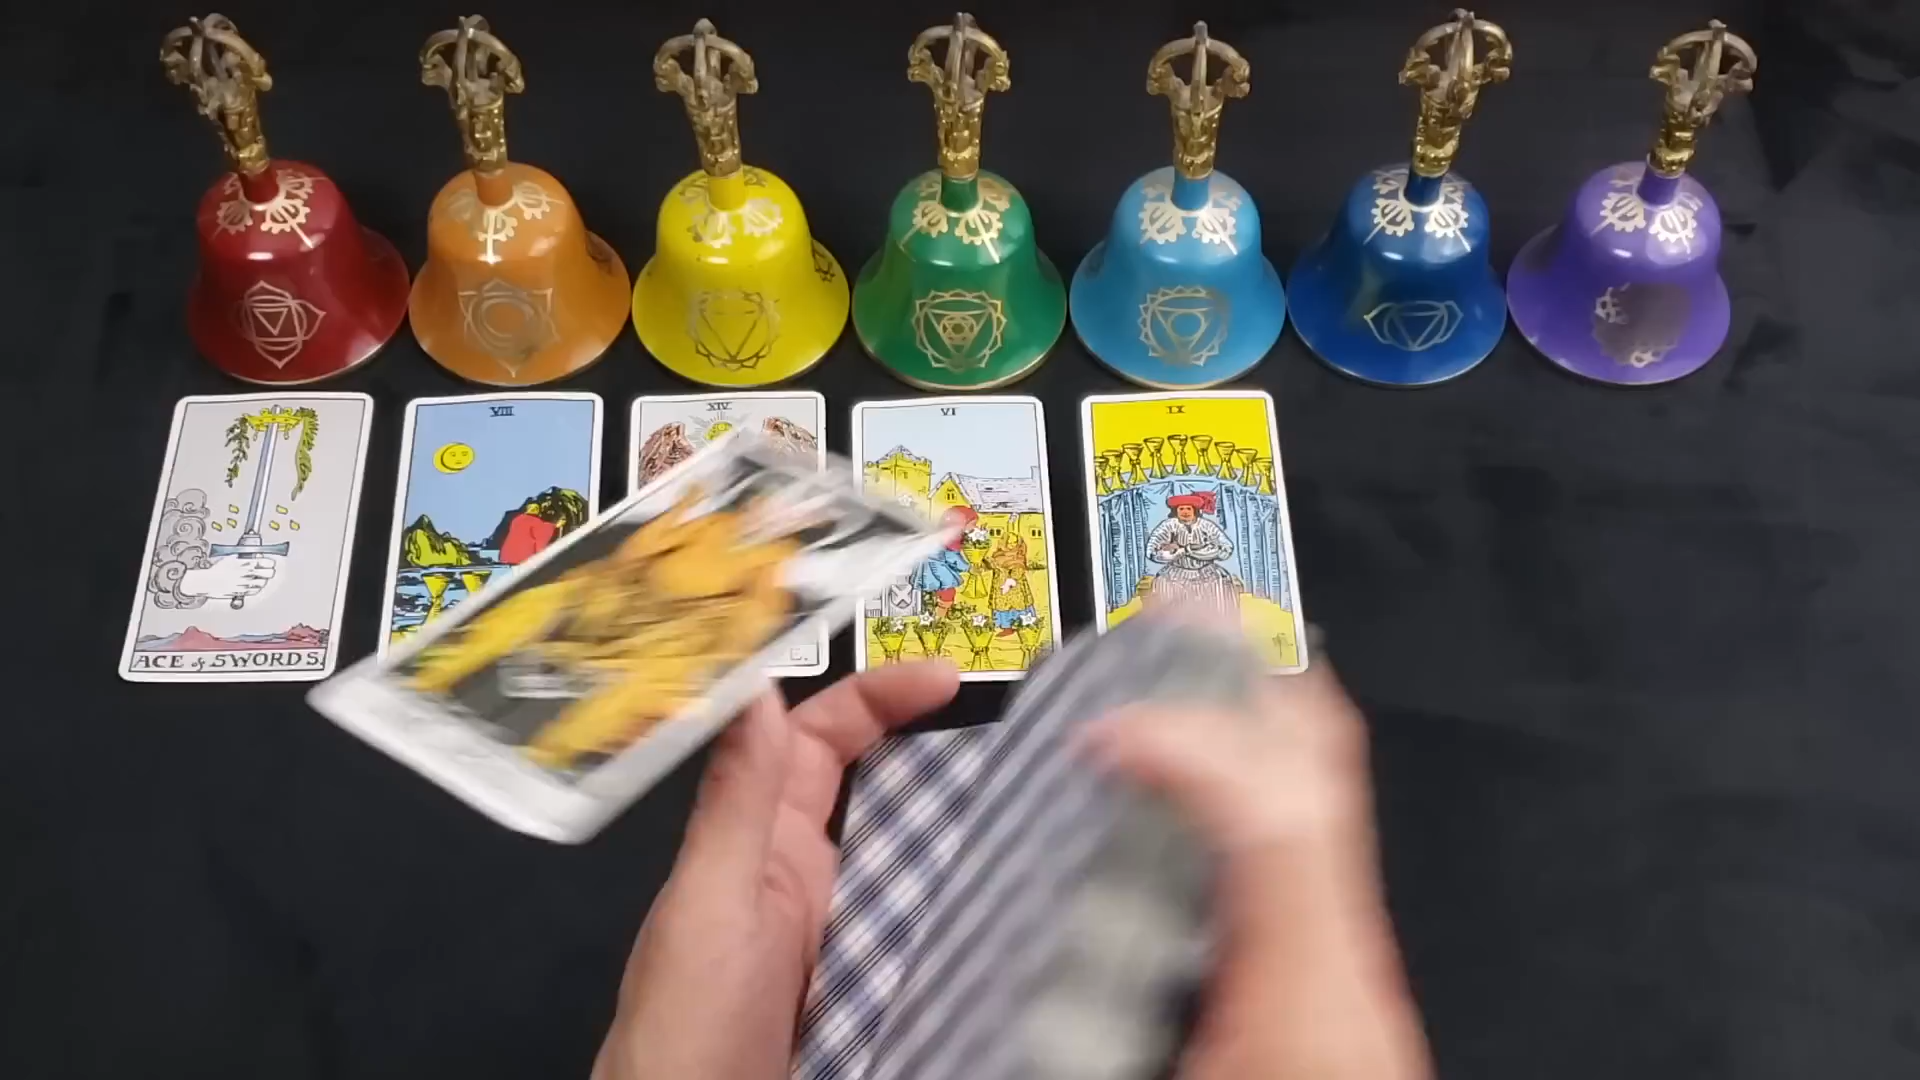 VIII
XIV
VI
IX
ACE of SWORDS.
E.